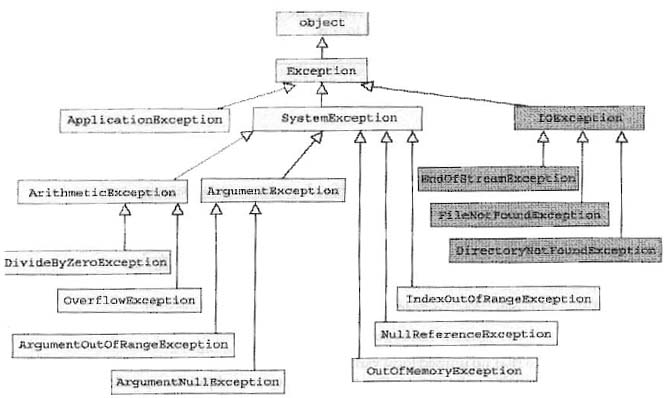 object
Exception
ApplicationException
SystemException
IOException
EndOfStreamException
ArithmeticException
ArgumentException
FileNotFoundException
DirectoryNotFoundException
DivideByZeroException
OverflowException
IndexOutOfRangeException
NullReferenceException
ArgumentOutOfRangeException
OutOfMemoryException
ArgumentNullException